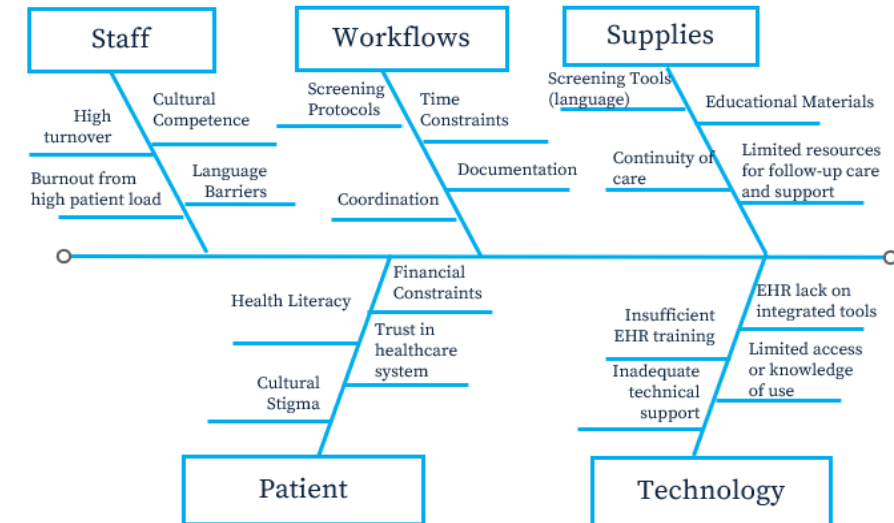 Staff
Workflows
Supplies
High
turnover
Cultural
Competence
Burnout from
high patient load
Language
Barriers
Screening
Protocols
Time
Constraints
Documentation
Coordination
Screening Tools
(language)
Educational Materials
Continuity of
care
Limited resources
for follow-up care
and support
Health Literacy
Financial
Constraints
Trust in
healthcare
system
Cultural
Stigma
Insufficient
EHR training
EHR lack on
integrated tools
Inadequate
technical
support
Limited access
or knowledge
of use
Patient
Technology